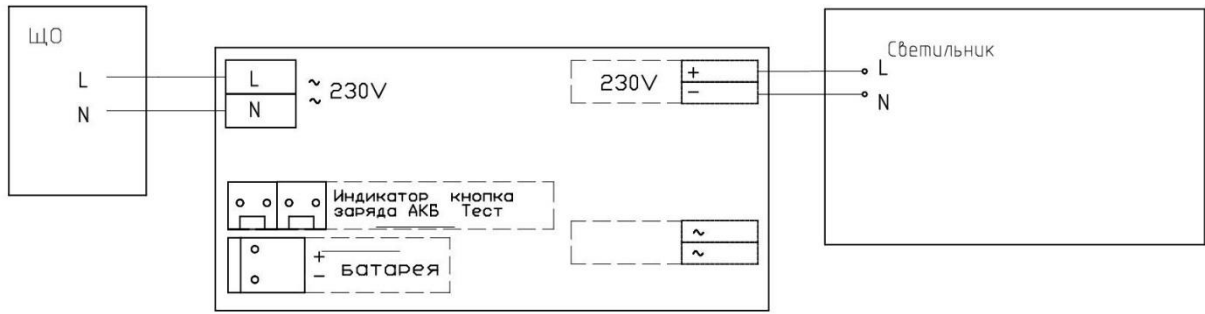 ЩО
L
N
L
N
~
~
230V
230V
+
−
Светильник
L
N
Индикатор кнопка
заряда АКБ Тест
+
−
батарея
~
~